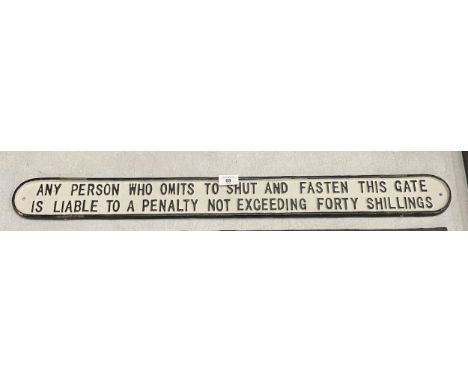 ANY PERSON WHO OMITS TO SHUT AND FASTEN THIS GATE
IS LIABLE TO A PENALTY NOT EXCEEDING FORTY SHILLINGS